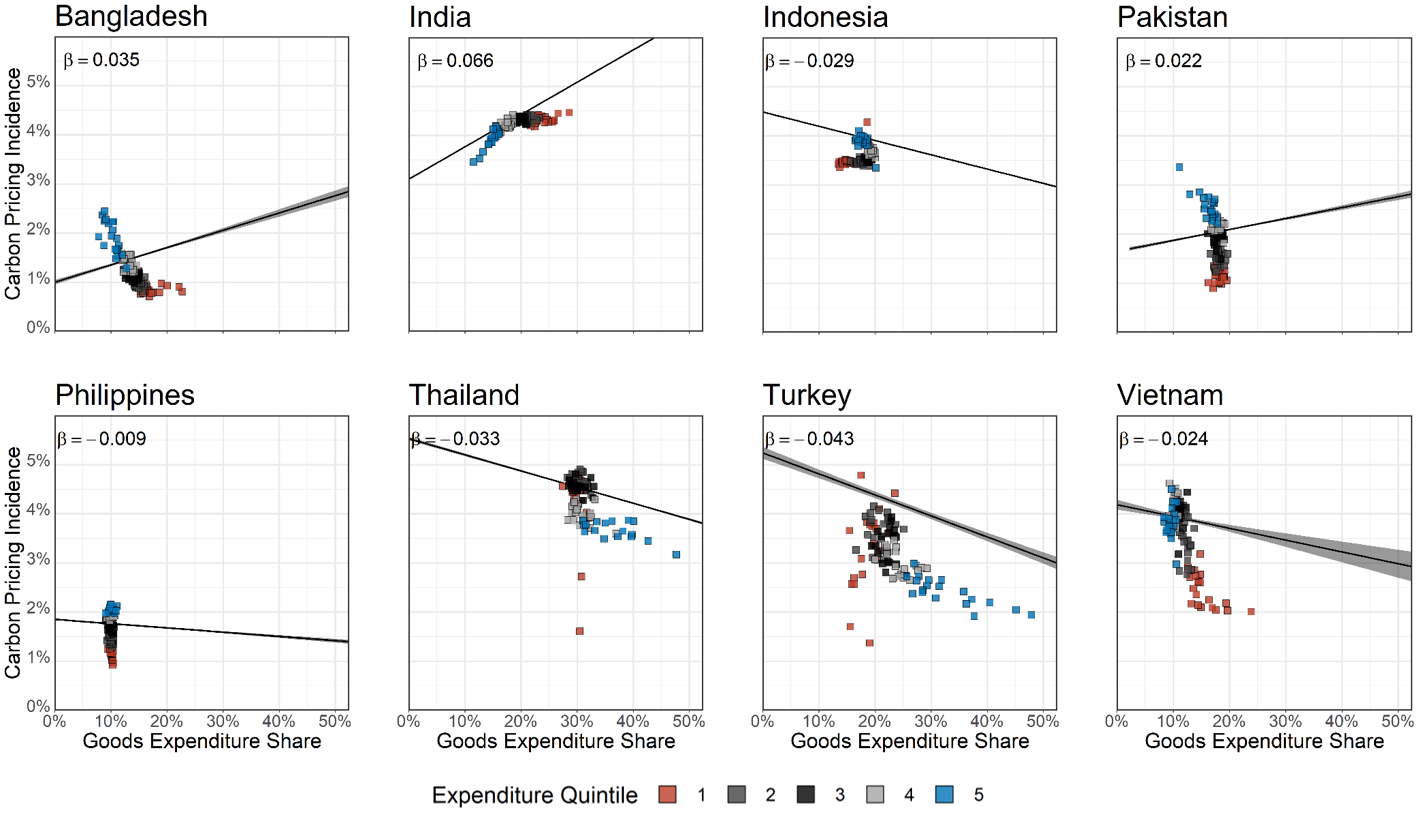 Bangladesh India Indonesia Pakistan
β = 0.035 β = 0.066 β = −0.029 β = 0.022
Carbon Pricing Incidence
5%
4%
3%
2%
1%
0%
Philippines Thailand Turkey Vietnam
β = −0.009 β = −0.033 β = −0.043 β = −0.024
Carbon Pricing Incidence
5%
4%
3%
2%
1%
0%
0% 10% 20% 30% 40% 50% 0% 10% 20% 30% 40% 50% 0% 10% 20% 30% 40% 50% 0% 10% 20% 30% 40% 50%
Goods Expenditure Share Goods Expenditure Share Goods Expenditure Share Goods Expenditure Share
Expenditure Quintile 1 2 3 4 5